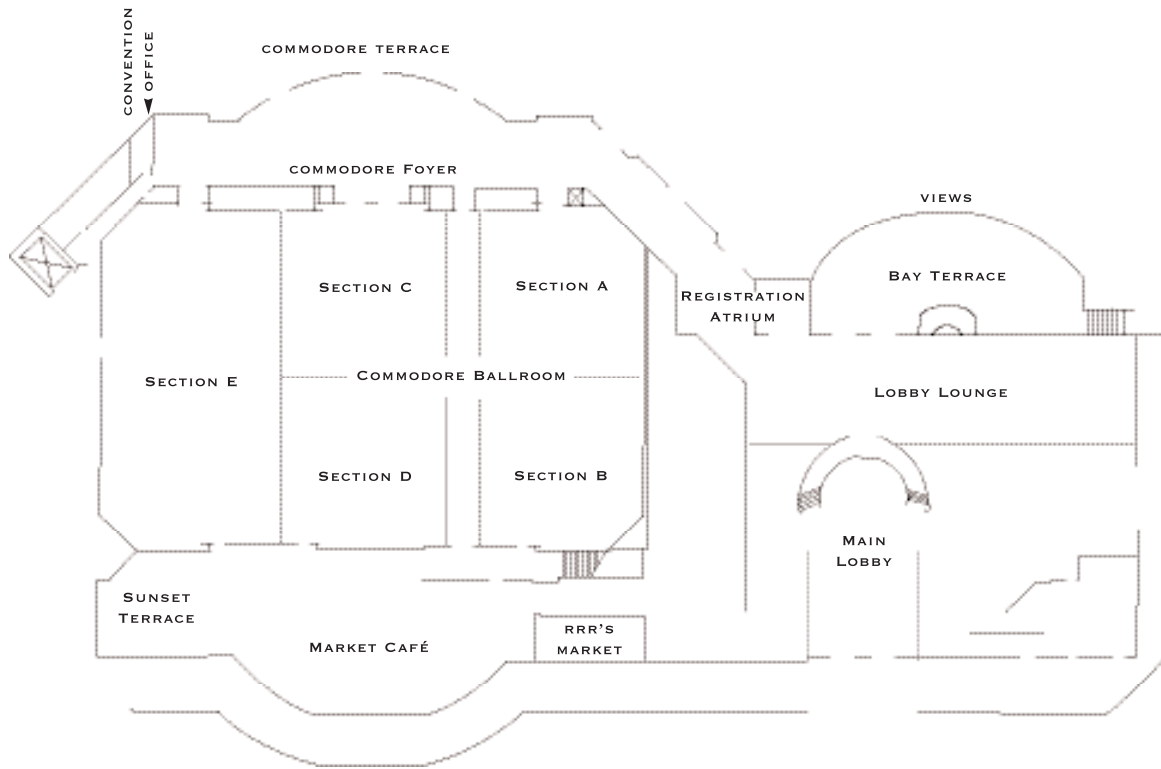 CONVENTION
OFFICE
COMMODORE TERRACE
COMMODORE FOYER
VIEWS
BAY TERRACE
SECTION C
SECTION A
REGISTRATION
ATRIUM
SECTION E
COMMODORE BALLROOM
LOBBY LOUNGE
SECTION D
SECTION B
MAIN
LOBBY
SUNSET
TERRACE
MARKET CAFÉ
RRR'S
MARKET